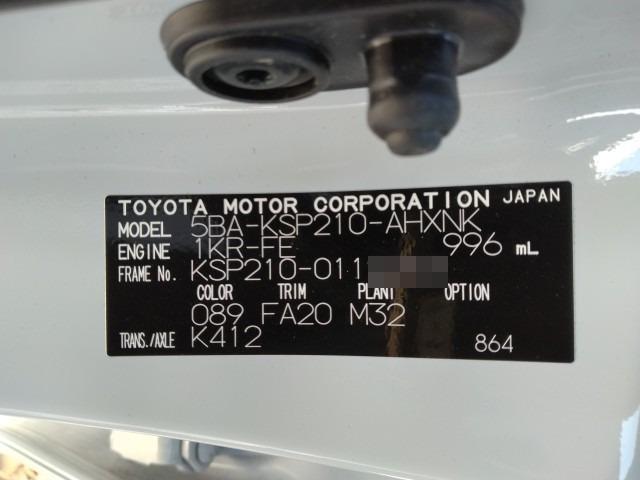 TOYOTA MOTOR CORPORATION JAPAN
MODEL 5BA-KSP210-AHXNK
ENGINE 1KR-FE 996 mL
FRAME No. KSP210-011
COLOR TRIM PLANT OPTION
089 FA20 M32
TRANS./AXLE K412 864